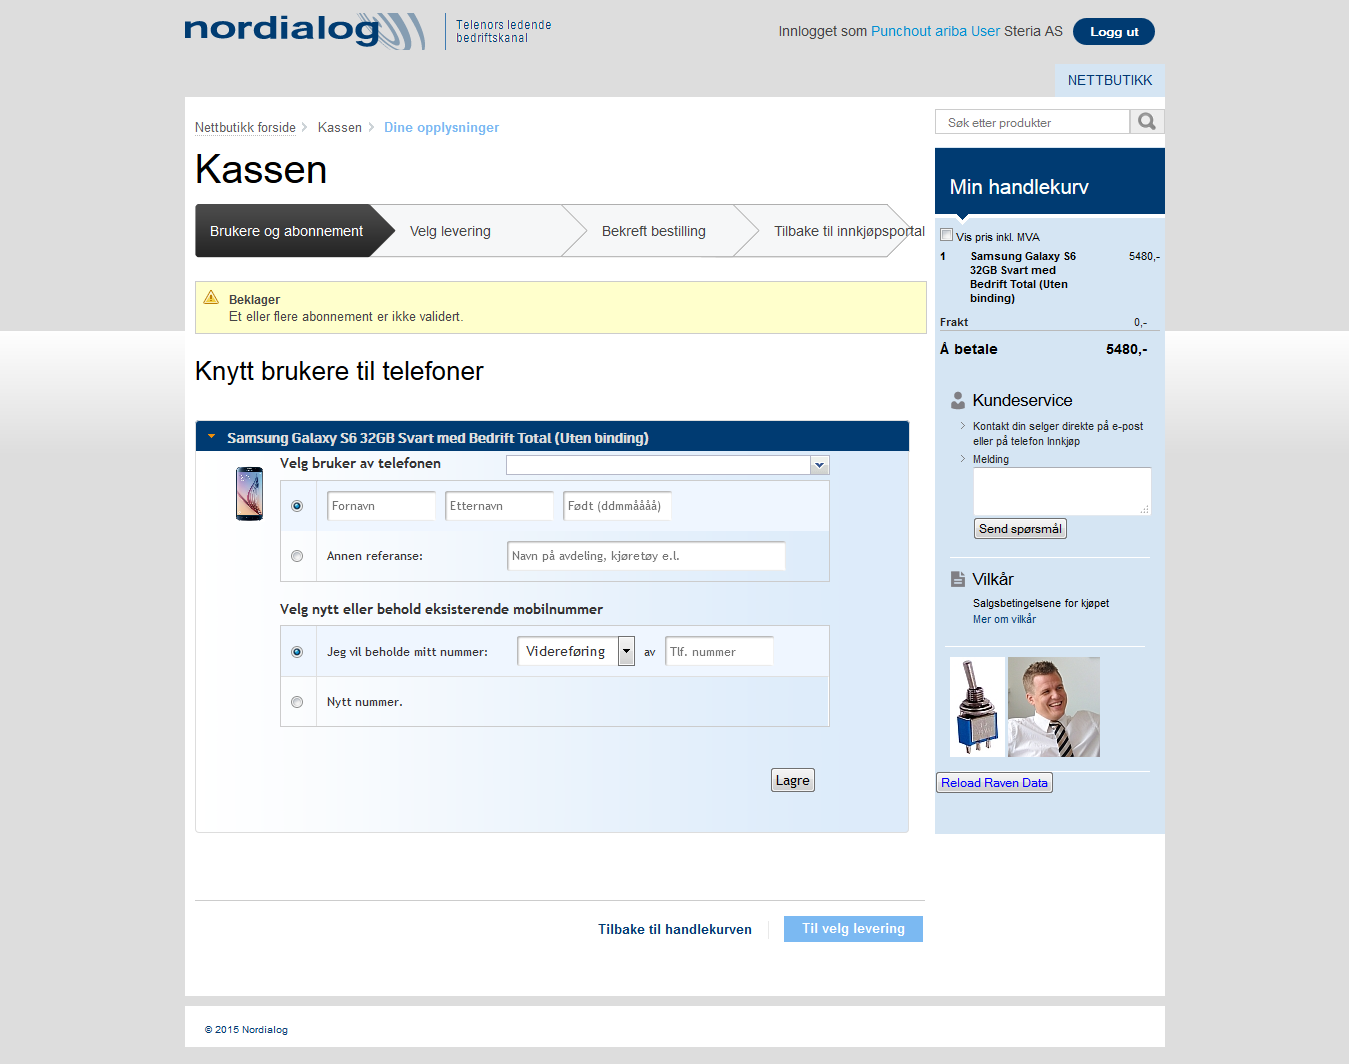 nordialog
Telenors ledende
bedriftskanal
Innlogget som Punchout ariba User Steria AS
Logg ut
NETTBUTIKK
Nettbutikk forside
Kassen
Dine opplysninger
Søk etter produkter
Kassen
Brukere og abonnement
Velg levering
Bekreft bestilling
Tilbake til innkjøpsportal
Beklager
Et eller flere abonnement er ikke validert.
Knytt brukere til telefoner
Samsung Galaxy S6 32GB Svart med Bedrift Total (Uten binding)
Velg bruker av telefonen
Fornavn
Etternavn
Født (ddmmåååå)
Annen referanse:
Navn på avdeling, kjøretøy e.l.
Velg nytt eller behold eksisterende mobilnummer
Jeg vil beholde mitt nummer:
Videreføring
av
Tlf. nummer
Nytt nummer.
Lagre
Tilbake til handlekurven
Til velg levering
Min handlekurv
Vis pris inkl. MVA
1 Samsung Galaxy S6 5480,-
32GB Svart med
Bedrift Total (Uten
binding)
Frakt 0,-
Å betale 5480,-
Kundeservice
Kontakt din selger direkte på e-post
eller på telefon Innkjøp
Melding
Send spørsmål
Vilkår
Salgsbetingelsene for kjøpet
Mer om vilkår
Reload Raven Data
© 2015 Nordialog